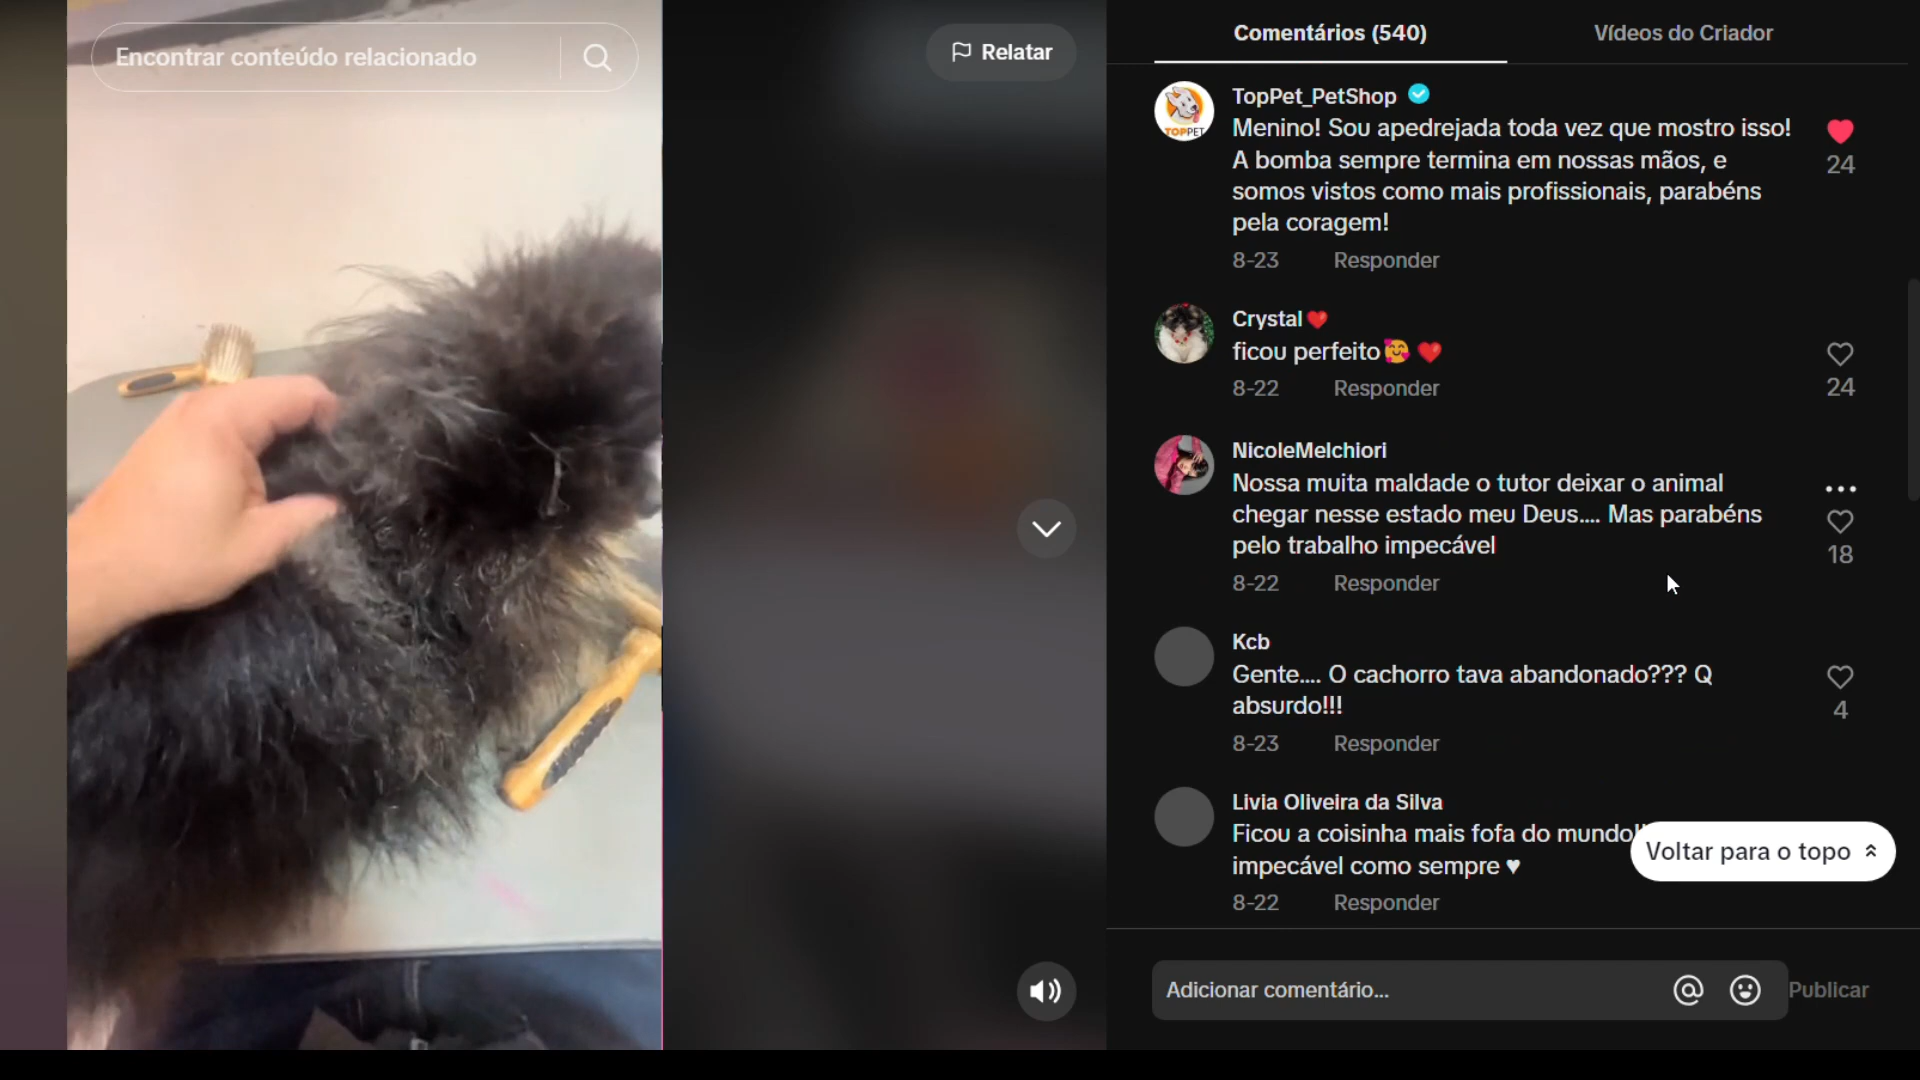 Encontrar conteúdo relacionado
Relatar
Comentários (540)
Vídeos do Criador
TOPPET
TopPet_PetShop
Menino! Sou apedrejada toda vez que mostro isso!
A bomba sempre termina em nossas mãos, e
somos vistos como mais profissionais, parabéns
pela coragem!
24
8-23 Responder
Crystal❤️
ficou perfeito🥰❤️
8-22 Responder
24
NicoleMelchiori
Nossa muita maldade o tutor deixar o animal
chegar nesse estado meu Deus.... Mas parabéns
pelo trabalho impecável
18
8-22 Responder
Kcb
Gente.... O cachorro tava abandonado??? Q
absurdo!!!
4
8-23 Responder
Livia Oliveira da Silva
Ficou a coisinha mais fofa do mundo!
impecável como sempre ♥
8-22 Responder
Voltar para o topo
Adicionar comentário...
Publicar